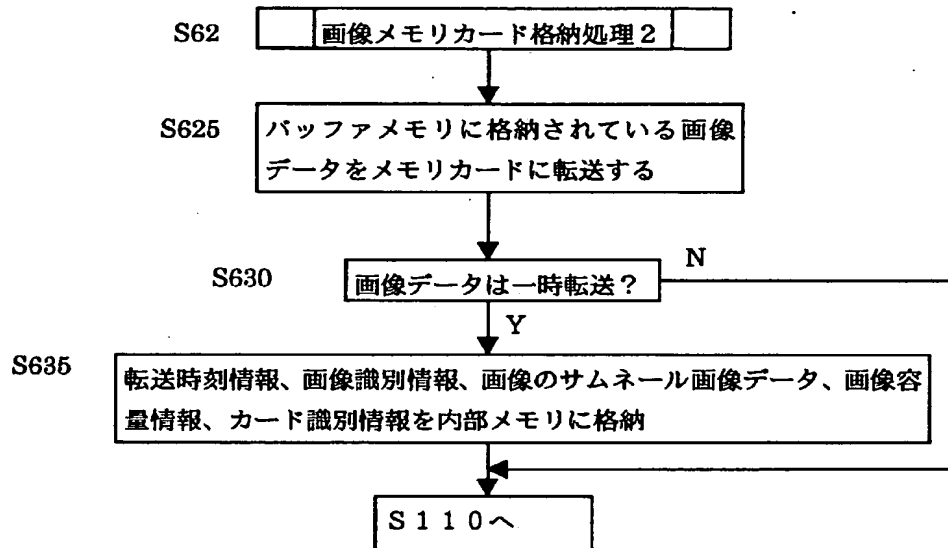 S62
画像メモリカード格納処理２
S625
バッファメモリに格納されている画像
データをメモリカードに転送する
S630
画像データは一時転送？
N
Y
S635
転送時刻情報、画像識別情報、画像のサムネール画像データ、画像容
量情報、カード識別情報を内部メモリに格納
Ｓ１１０へ